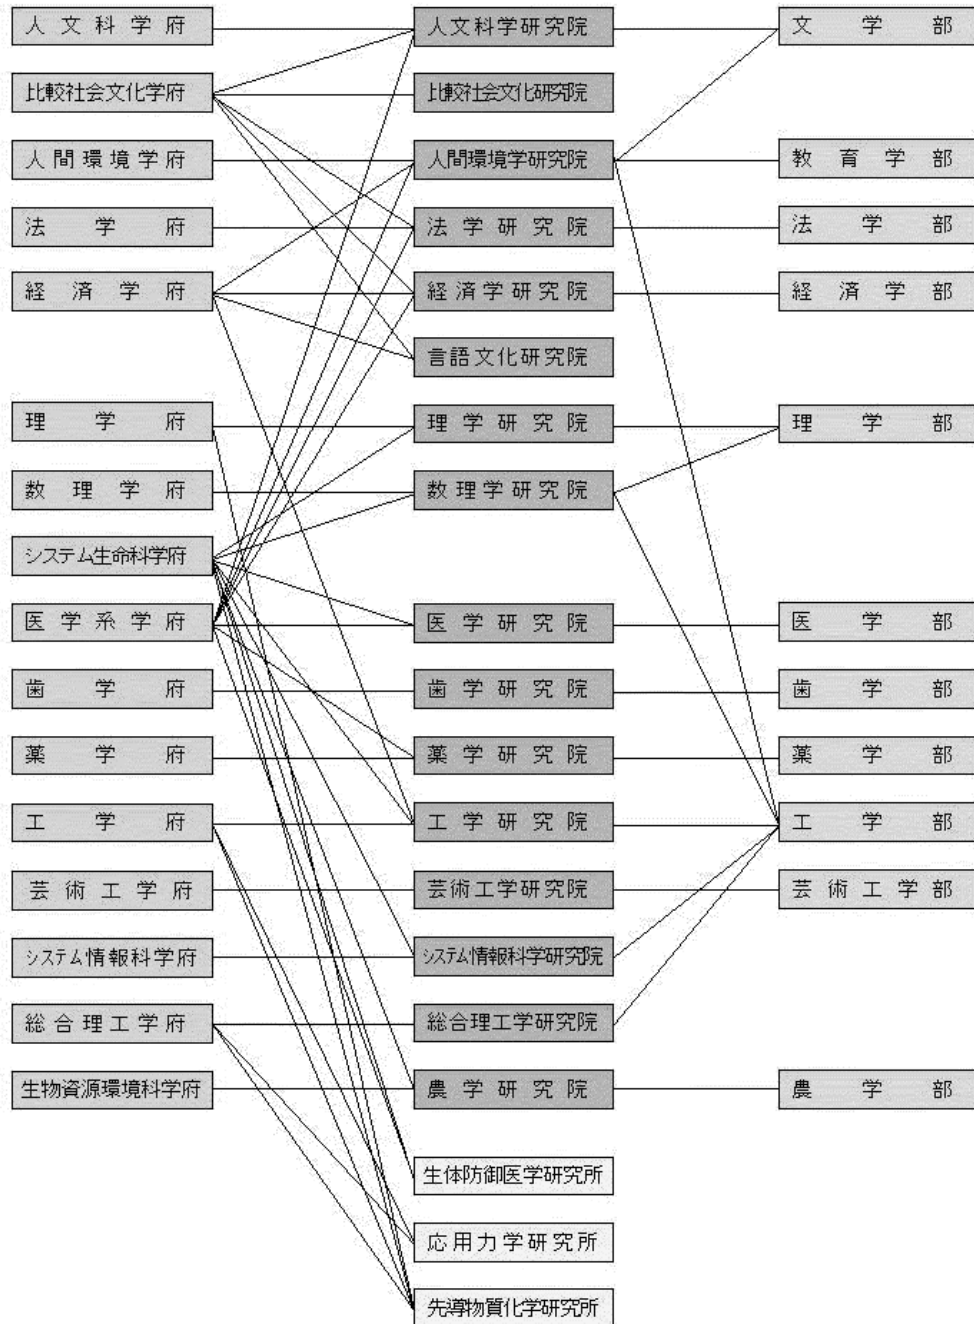 人文科学府 人文科学研究院 文学部
比較社会文化学府 比較社会文化研究院
人間環境学府 人間環境学研究院 教育学部
法学府 法学研究院 法学部
経済学府 経済学研究院 経済学部
言語文化研究院
理学府 理学研究院 理学部
数理学府 数理学研究院
システム生命科学府
医学系学府 医学研究院 医学部
歯学府 歯学研究院 歯学部
薬学府 薬学研究院 薬学部
工学府 工学研究院 工学部
芸術工学府 芸術工学研究院 芸術工学部
システム情報科学府 システム情報科学研究院
総合理工学府 総合理工学研究院
生物資源環境科学府 農学研究院 農学部
生体防御医学研究所
応用力学研究所
先導物質化学研究所